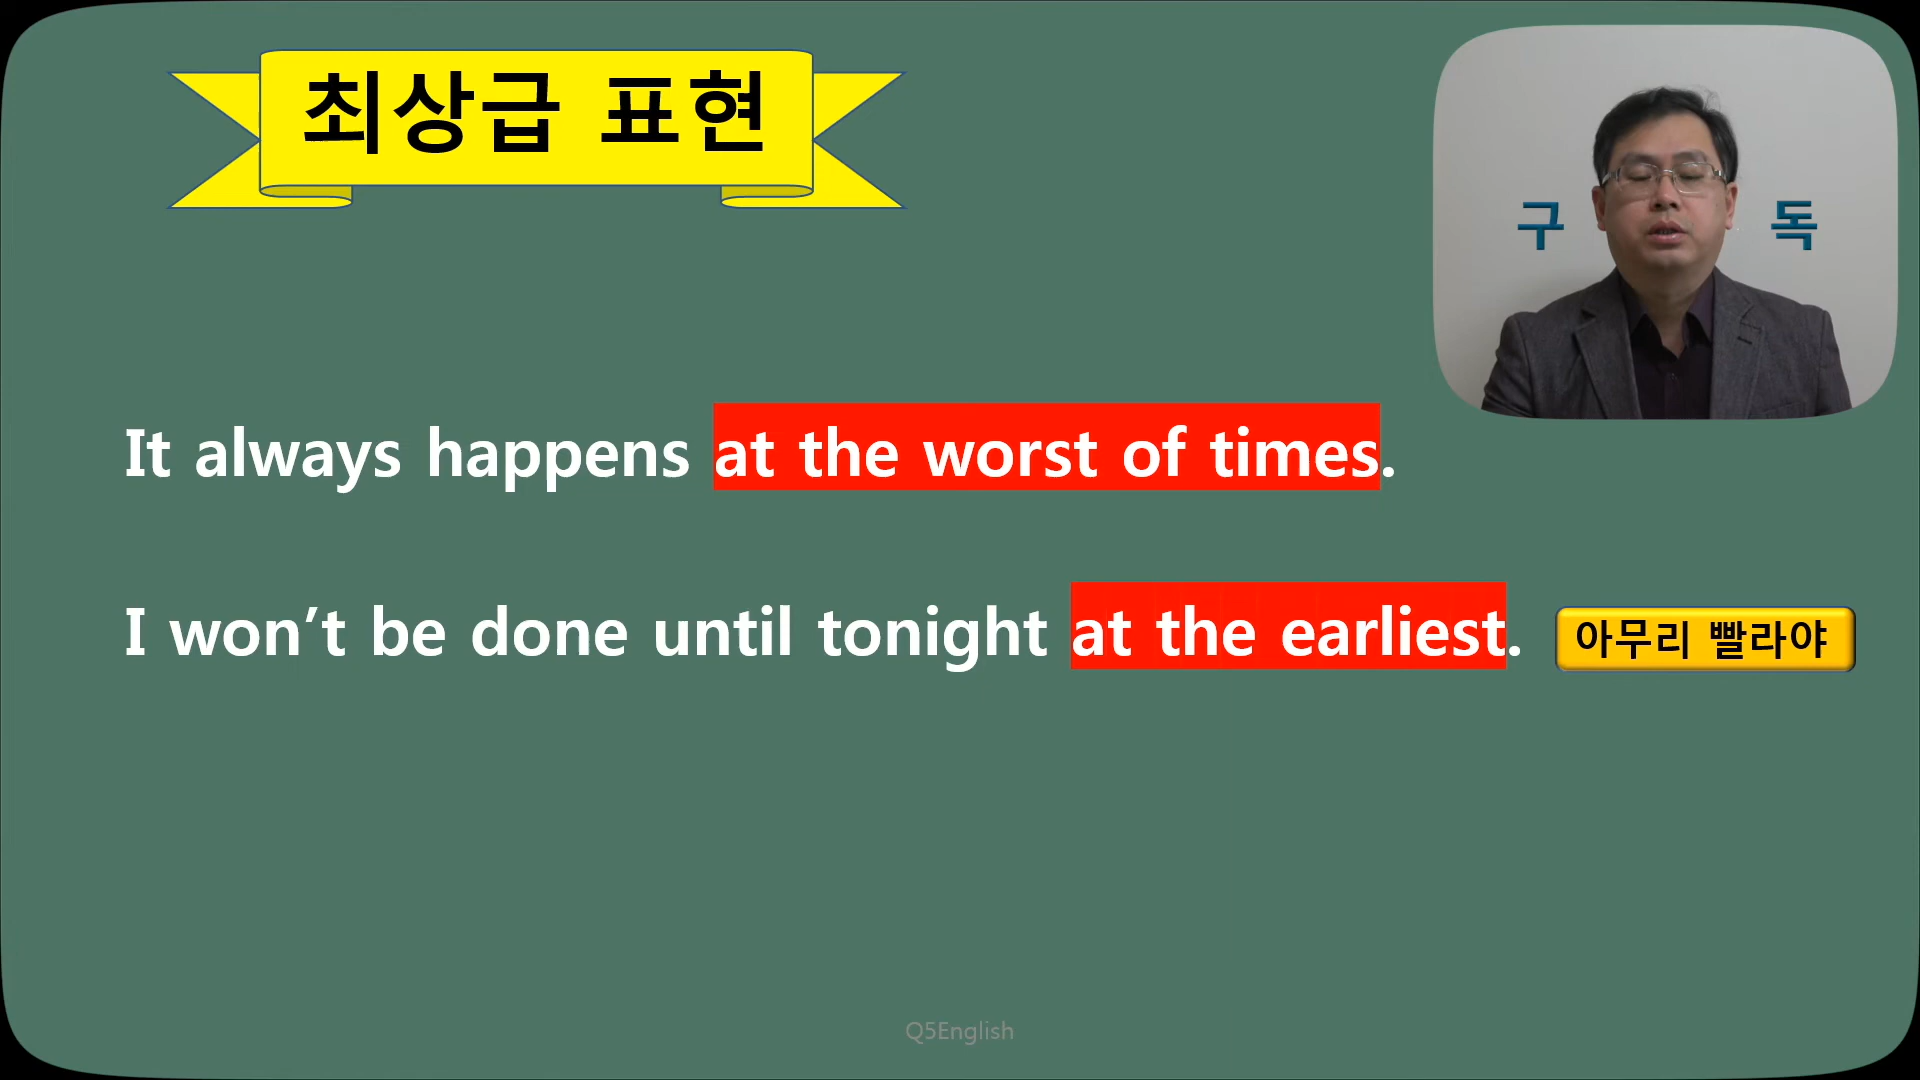 최상급 표현
구 독
It always happens at the worst of times.
I won’t be done until tonight at the earliest. 아무리 빨라야
Q5English